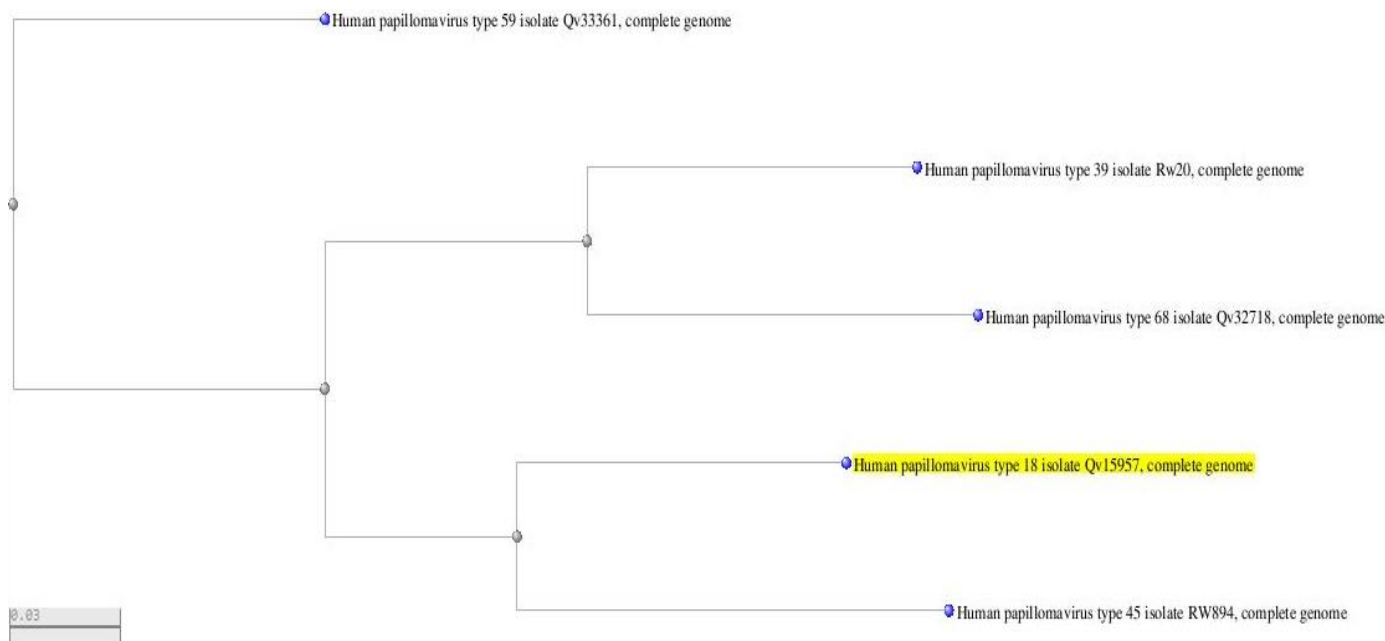 Human papillomavirus type 59 isolate Qv33361, complete genome
Human papillomavirus type 39 isolate Rw20, complete genome
Human papillomavirus type 68 isolate Qv32718, complete genome
Human papillomavirus type 18 isolate Qv15957, complete genome
Human papillomavirus type 45 isolate RW894, complete genome
0.03